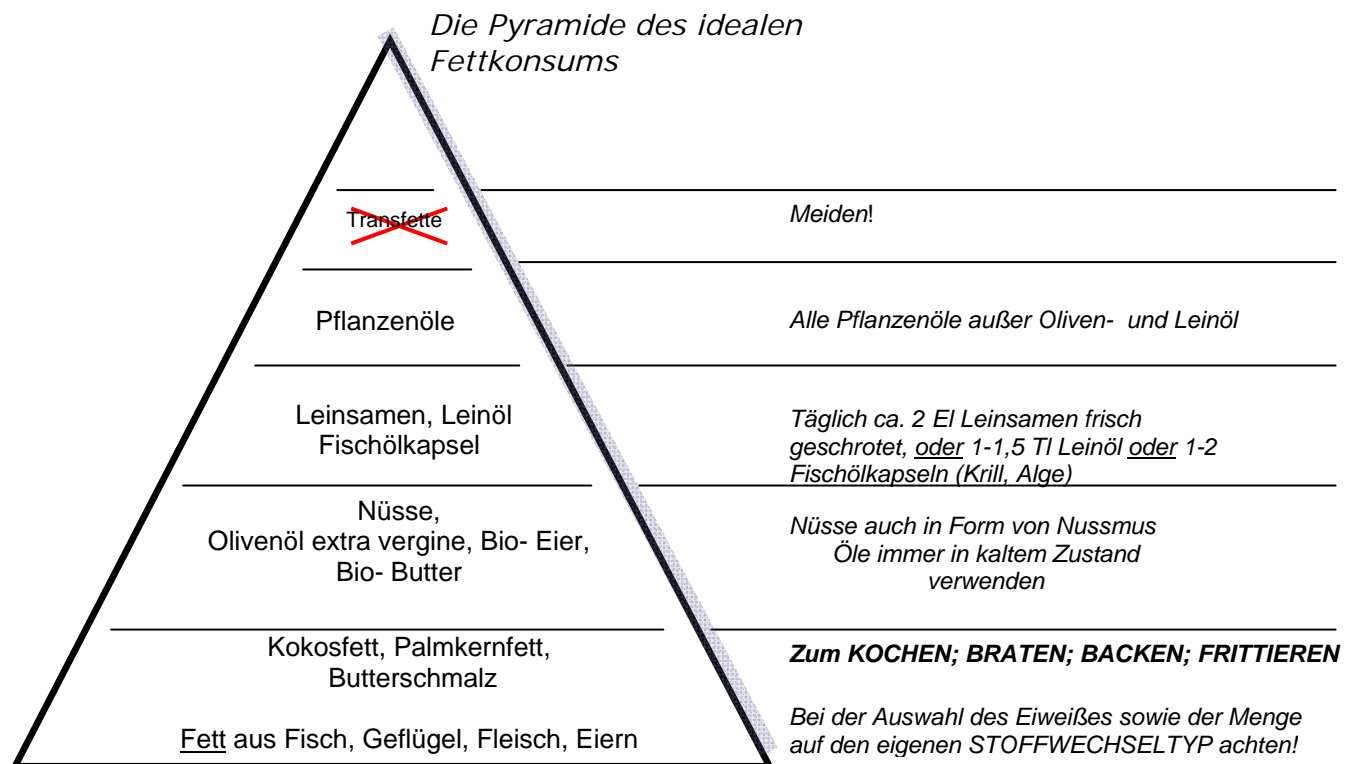 Die Pyramide des idealen
Fettkonsums
Transfette
Meiden!
Pflanzenöle
Alle Pflanzenöle außer Oliven- und Leinöl
Leinsamen, Leinöl
Fischölkapsel
Täglich ca. 2 El Leinsamen frisch
geschrotet, oder 1-1,5 Tl Leinöl oder 1-2
Fischölkapseln (Krill, Alge)
Nüsse,
Olivenöl extra vergine, Bio- Eier,
Bio- Butter
Nüsse auch in Form von Nussmus
Öle immer in kaltem Zustand
verwenden
Kokosfett, Palmkernfett,
Butterschmalz
Zum KOCHEN; BRATEN; BACKEN; FRITTIEREN
Fett aus Fisch, Geflügel, Fleisch, Eiern
Bei der Auswahl des Eiweißes sowie der Menge
auf den eigenen STOFFWECHSELTYP achten!